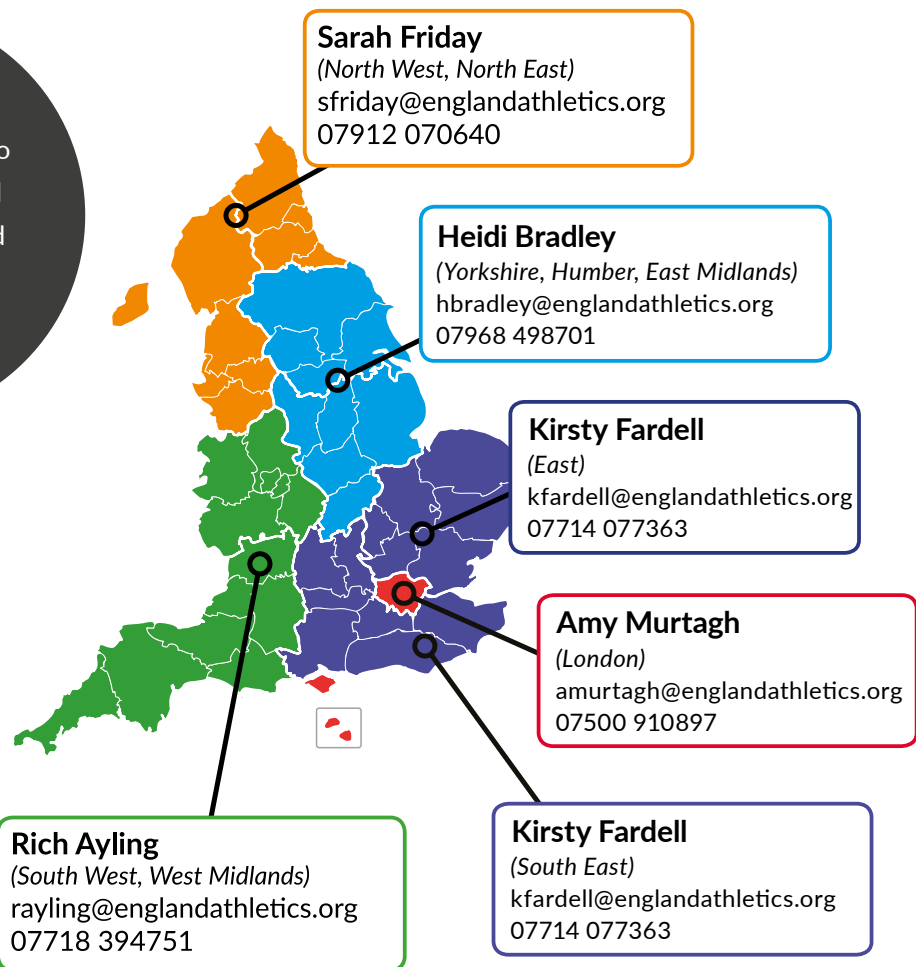 Sarah Friday
(North West, North East)
sfriday@englandathletics.org
07912 070640
Heidi Bradley
(Yorkshire, Humber, East Midlands)
hbradley@englandathletics.org
07968 498701
Kirsty Fardell
(East)
kfardell@englandathletics.org
07714 077363
Amy Murtagh
(London)
amurtagh@englandathletics.org
07500 910897
Rich Ayling
(South West, West Midlands)
rayling@englandathletics.org
07718 394751
Kirsty Fardell
(South East)
kfardell@englandathletics.org
07714 077363